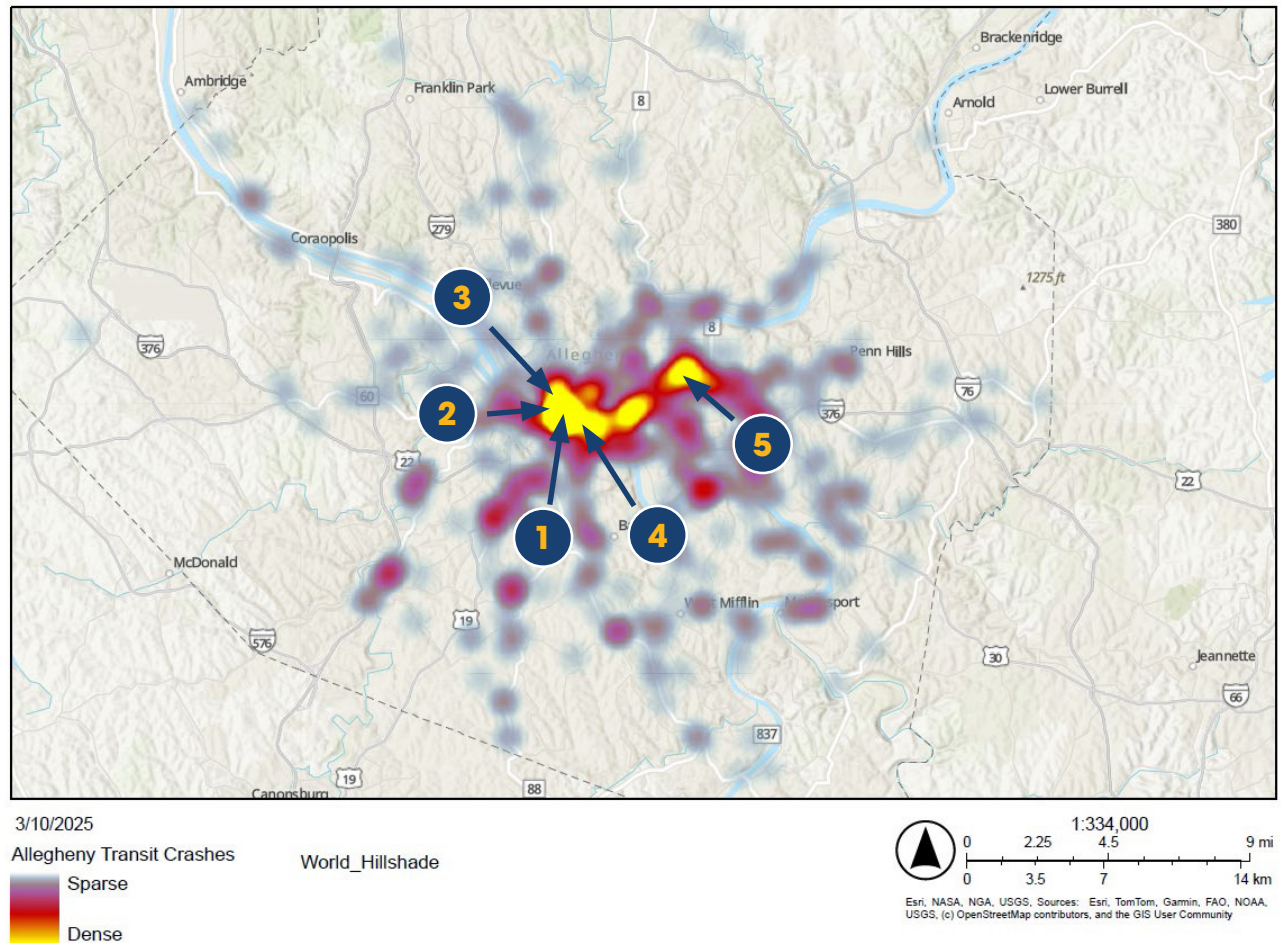 Brackenridge
Ambridge
Franklin Park
Lower Burrell
8
Arnold
380
279
Coraopolis
1275 ft
3
levue
8
376
Alleghe
Penn Hills
60
76
2
376
5
22
22
1
B
4
McDonald
W
t Mifflin
M
sport
19
576
30
Jeannette
66
837
19
88
Canonsburg
3/10/2025
Allegheny Transit Crashes
Sparse
Dense
World_Hillshade
1:334,000
0 2.25 4.5 9 mi
0 3.5 7 14 km
Esri, NASA, NGA, USGS, Sources: Esri, TomTom, Garmin, FAO, NOAA,
USGS, (c) OpenStreetMap contributors, and the GIS User Community